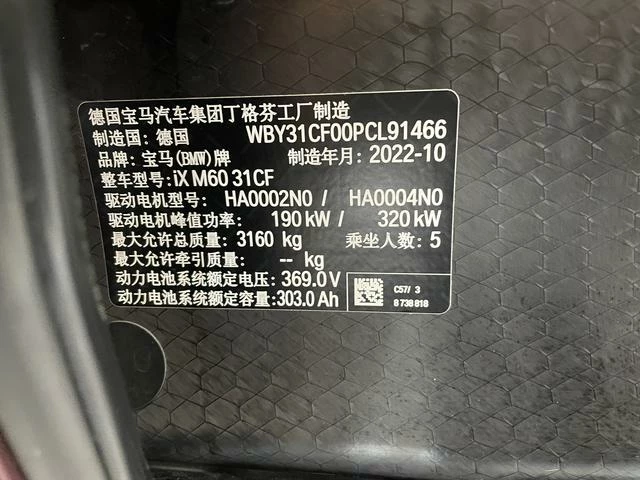 德国宝马汽车集团丁格芬工厂制造
制造国：德国 WBY31CF00PCL91466
品牌：宝马(BMW)牌 制造年月：2022-10
整车型号：iX M60 31CF
驱动电机型号： HA0002N0 / HA0004N0
驱动电机峰值功率： 190 kW / 320 kW
最大允许总质量：3160 kg 乘坐人数：5
最大允许牵引质量： -- kg
动力电池系统额定电压：369.0 V
动力电池系统额定容量：303.0 Ah
C57/ 3
8738818